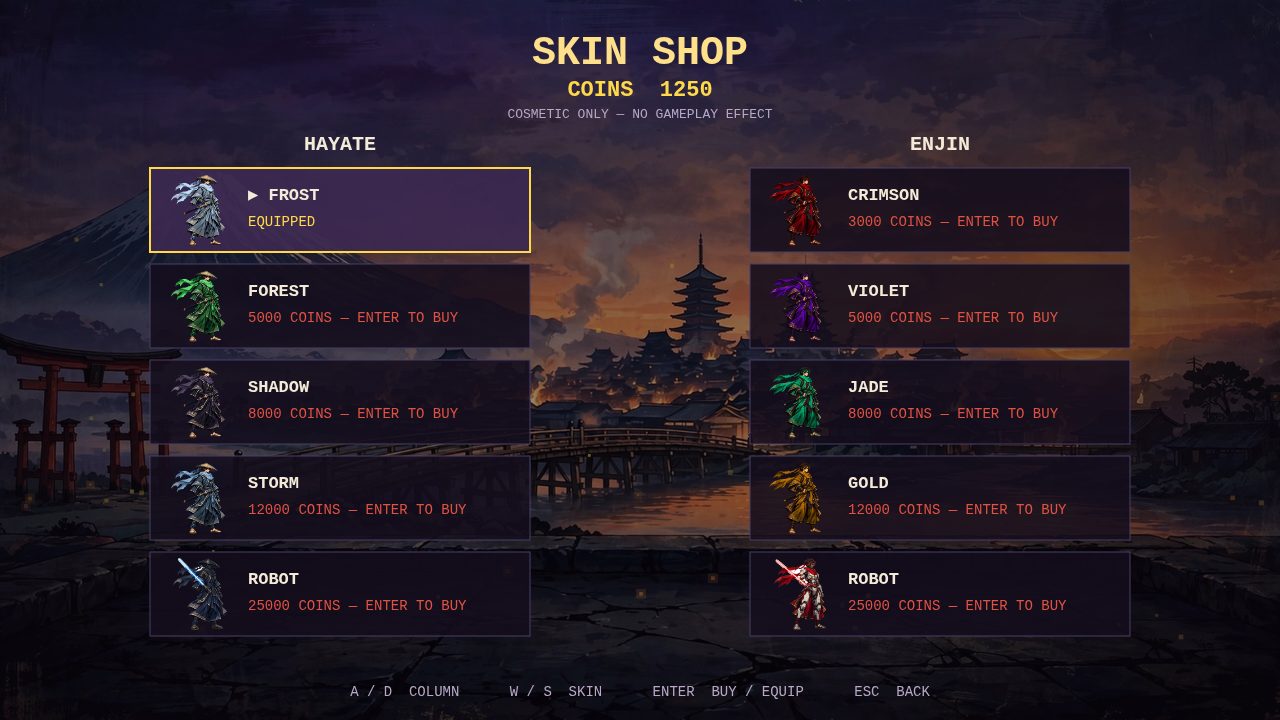 SKIN SHOP
COINS 1250
COSMETIC ONLY — NO GAMEPLAY EFFECT
HAYATE
▶ FROST
EQUIPPED
FOREST
5000 COINS — ENTER TO BUY
SHADOW
8000 COINS — ENTER TO BUY
STORM
12000 COINS — ENTER TO BUY
ROBOT
25000 COINS — ENTER TO BUY
ENJIN
CRIMSON
3000 COINS — ENTER TO BUY
VIOLET
5000 COINS — ENTER TO BUY
JADE
8000 COINS — ENTER TO BUY
GOLD
12000 COINS — ENTER TO BUY
ROBOT
25000 COINS — ENTER TO BUY
A / D COLUMN W / S SKIN ENTER BUY / EQUIP ESC BACK